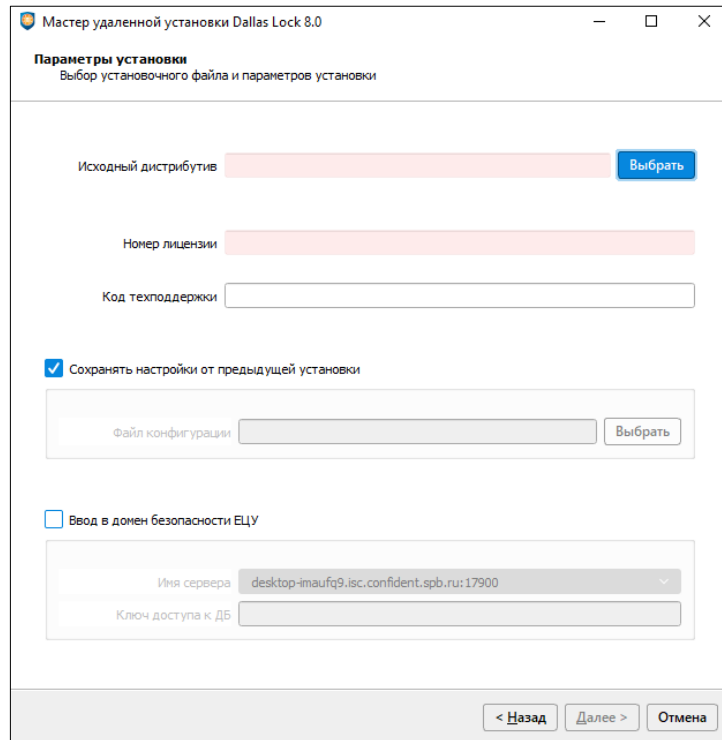 Мастер удаленной установки Dallas Lock 8.0
Параметры установки
Выбор установочного файла и параметров установки
Исходный дистрибутив
Выбрать
Номер лицензии
Код техподдержки
Сохранять настройки от предыдущей установки
Файл конфигурации
Выбрать
Ввод в домен безопасности ЕЦУ
Имя сервера desktop-imaufq9.isc.confident.spb.ru:17900
Ключ доступа к ДБ
< Назад Далее > Отмена